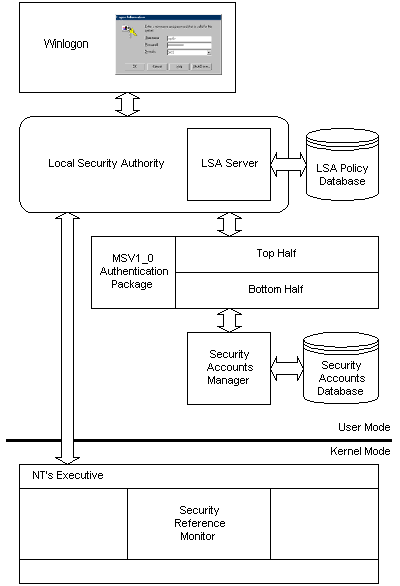 Winlogon
Local Security Authority
LSA Server
LSA Policy
Database
MSV1_0
Authentication
Package
Top Half
Bottom Half
Security
Accounts
Manager
Security
Accounts
Database
User Mode
Kernel Mode
NT's Executive
Security
Reference
Monitor